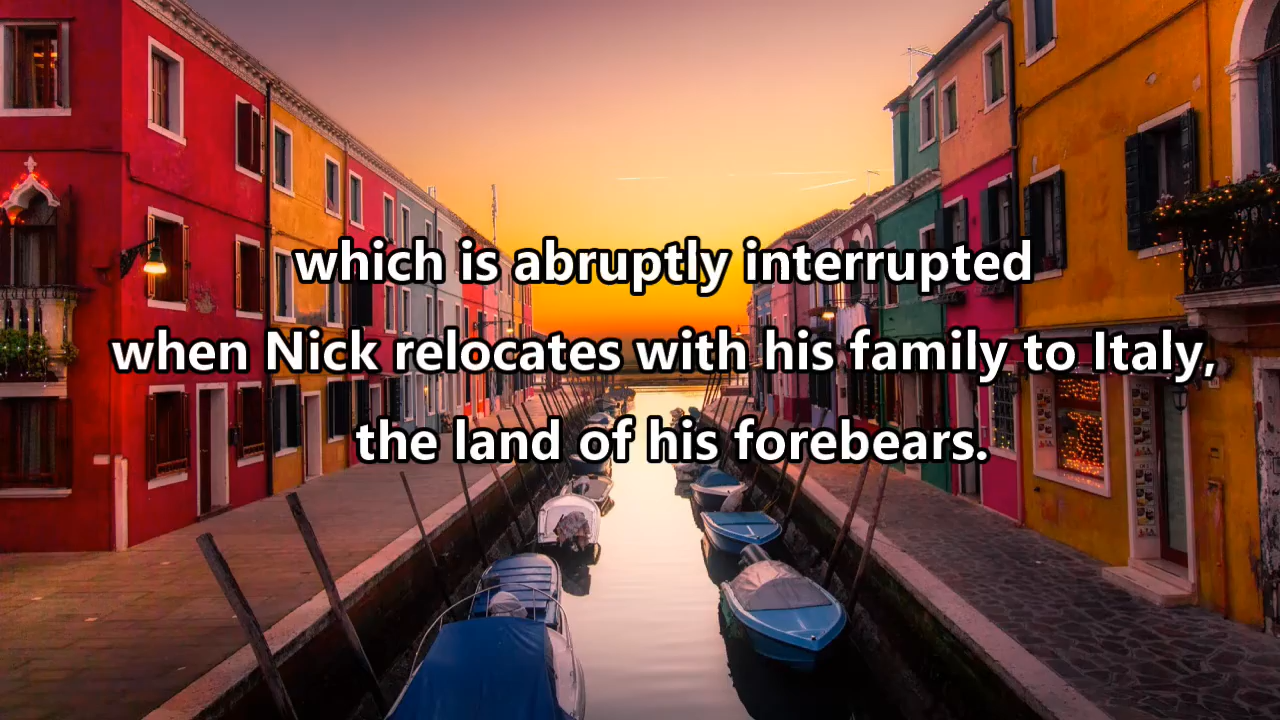 which is abruptly interrupted
when Nick relocates with his family to Italy,
the land of his forebears.